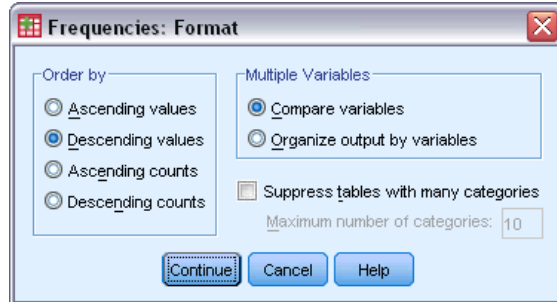 Frequencies: Format
Order by
Ascending values
Descending values
Ascending counts
Descending counts
Multiple Variables
Compare variables
Organize output by variables
Suppress tables with many categories
Maximum number of categories: 10
Continue Cancel Help